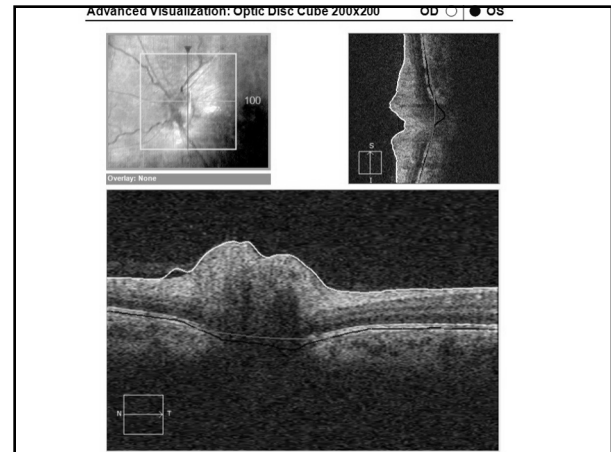 Advanced Visualization: Optic Disc Cube 200x200 OD ○ | ● OS
100
Overlay: None
S
I
N T